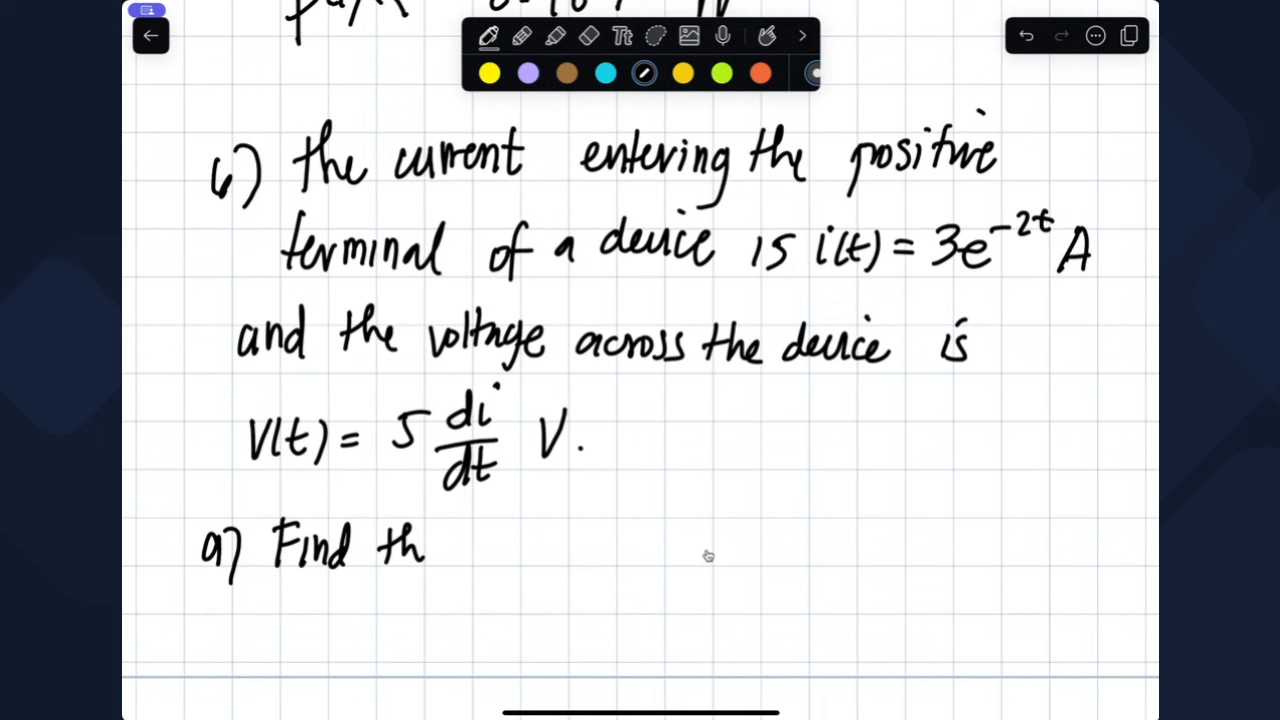 6) the current entering the positive
terminal of a device is i(t) = 3e^{-2t} A
and the voltage across the device is
V(t) = 5 di/dt V.
a) Find th